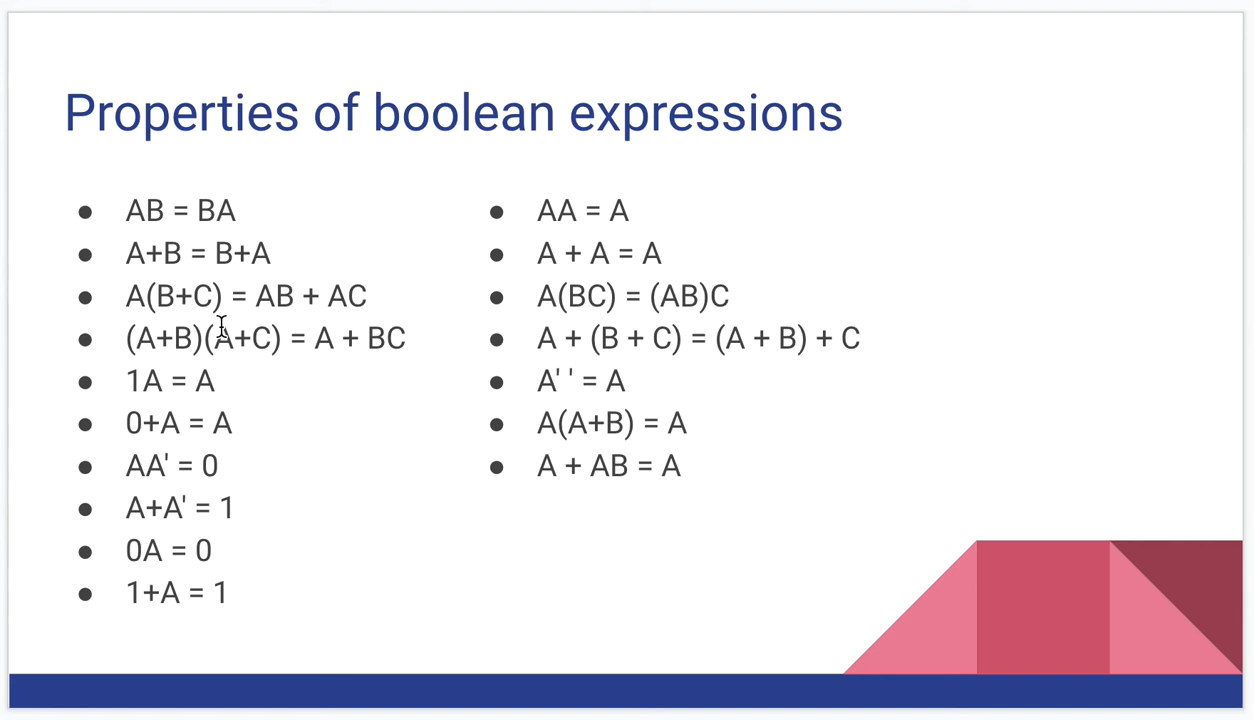 Properties of boolean expressions
● AB = BA
● A+B = B+A
● A(B+C) = AB + AC
● (A+B)(A+C) = A + BC
● 1A = A
● 0+A = A
● AA' = 0
● A+A' = 1
● 0A = 0
● 1+A = 1
● AA = A
● A + A = A
● A(BC) = (AB)C
● A + (B + C) = (A + B) + C
● A' ' = A
● A(A+B) = A
● A + AB = A